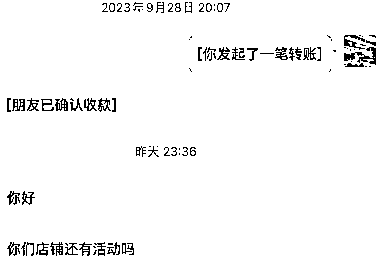 2023年9月28日 20:07
[你发起了一笔转账]
[朋友已确认收款]
昨天 23:36
你好
你们店铺还有活动吗